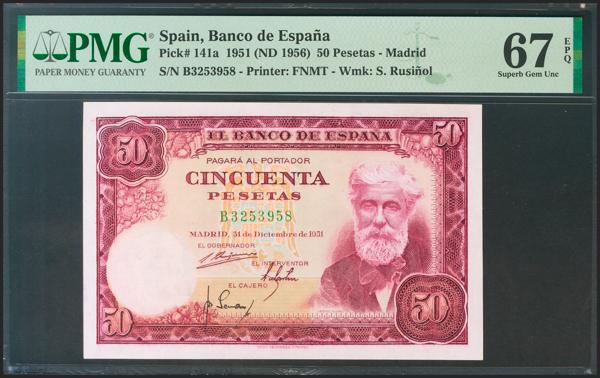 PMG
PAPER MONEY GUARANTY
Spain, Banco de España
Pick# 141a 1951 (ND 1956) 50 Pesetas - Madrid
S/N B3253958 - Printer: FNMT - Wmk: S. Rusiñol
67
EPQ
Superb Gem Unc
50
EL BANCO DE ESPAÑA
50
PAGARÁ AL PORTADOR
CINCUENTA
PESETAS
B3253958
MADRID, 31 de Diciembre de 1951
EL GOBERNADOR
EL INTERVENTOR
EL CAJERO
50
50